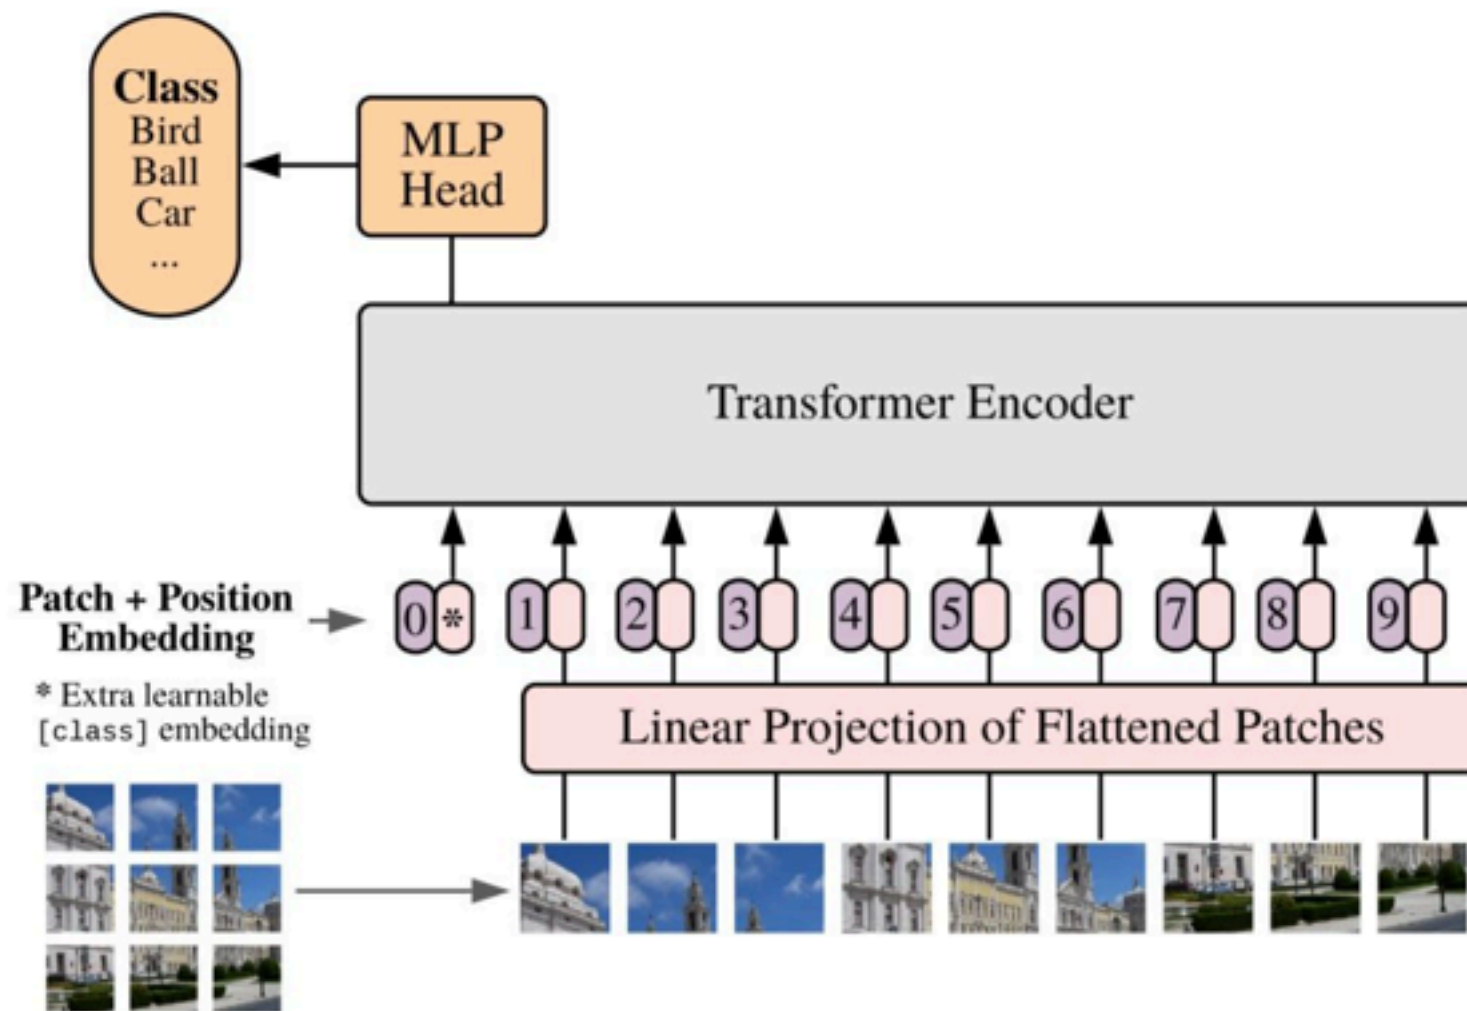 Class
Bird
Ball
Car
...
MLP
Head
Transformer Encoder
Patch + Position
Embedding
0 * 1 2 3 4 5 6 7 8 9
* Extra learnable
[class] embedding
Linear Projection of Flattened Patches